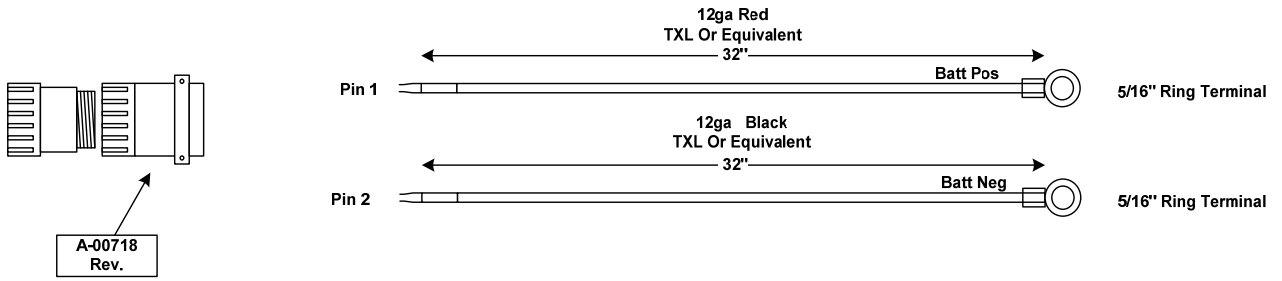 12ga Red
TXL Or Equivalent
32"
Batt Pos
Pin 1
5/16" Ring Terminal
12ga Black
TXL Or Equivalent
32"
Batt Neg
Pin 2
5/16" Ring Terminal
A-00718
Rev.